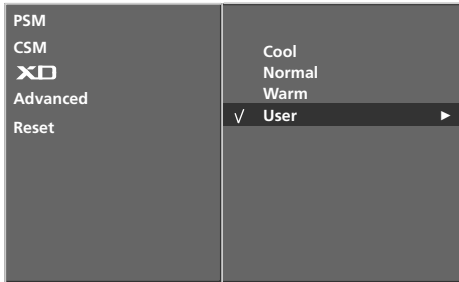 PSM
CSM
XD
Advanced
Reset
Cool
Normal
Warm
√ User ►